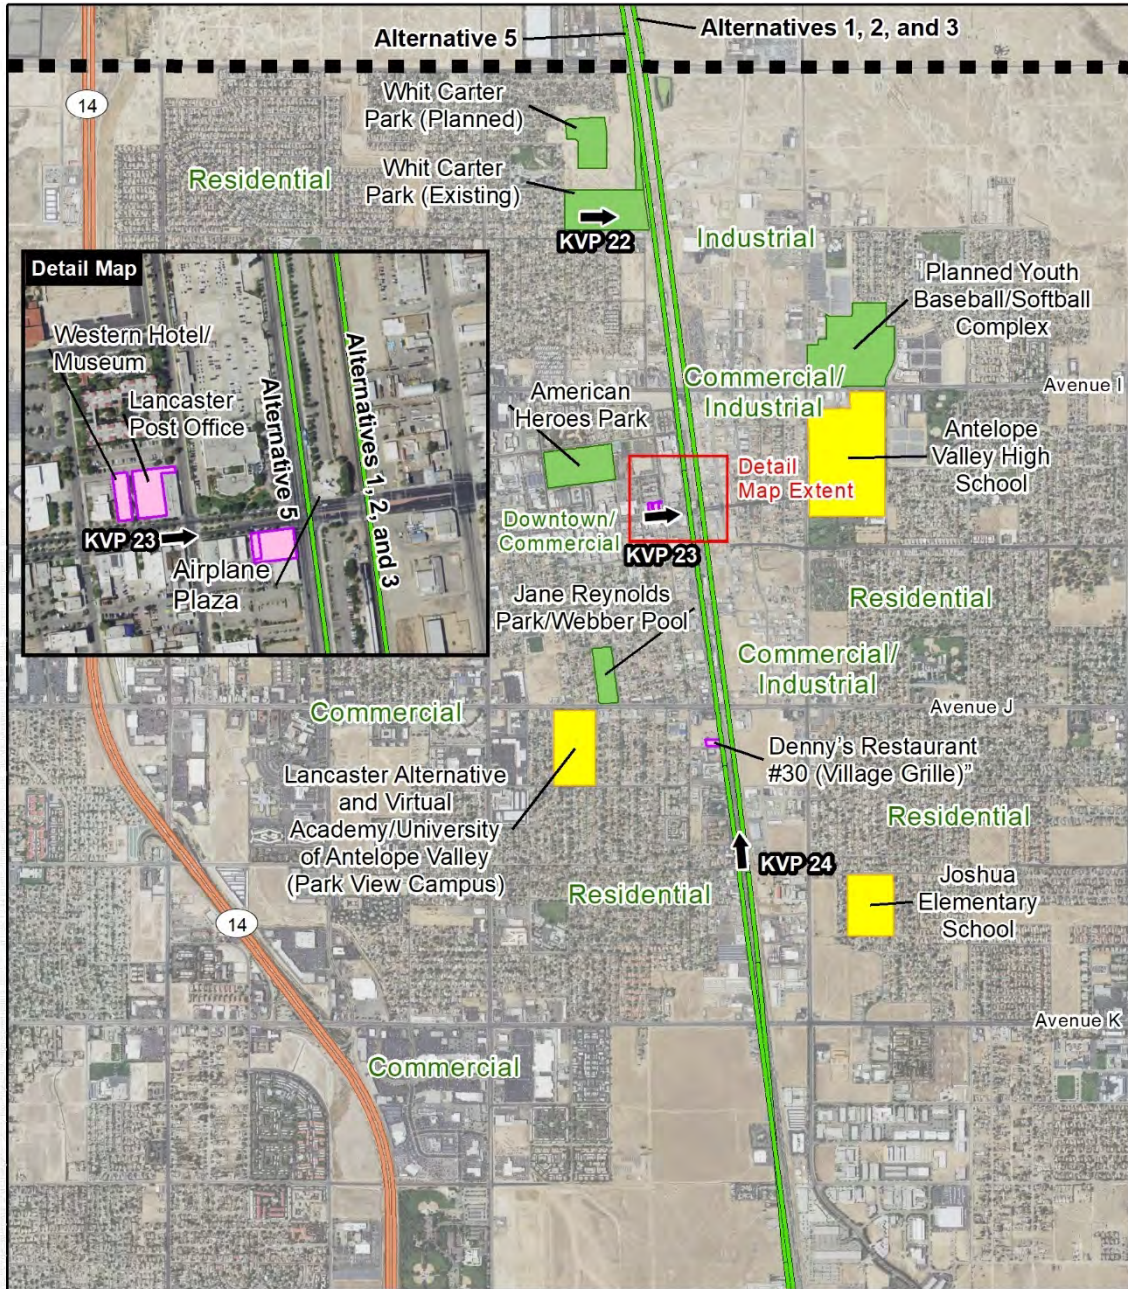 Alternative 5
Alternatives 1, 2, and 3
14
Whit Carter
Park (Planned)
Residential
Whit Carter
Park (Existing)
KVP 22
Industrial
Detail Map
Western Hotel/
Museum
Lancaster
Post Office
Alternative 5
Alternatives 1, 2, and 3
KVP 23
Airplane
Plaza
Planned Youth
Baseball/Softball
Complex
Commercial/
Industrial
Avenue I
American
Heroes Park
Antelope
Valley High
School
Detail
Map Extent
Downtown/
Commercial
KVP 23
Jane Reynolds
Park/Webber Pool
Residential
Commercial/
Industrial
Commercial
Avenue J
Lancaster Alternative
and Virtual
Academy/University
of Antelope Valley
(Park View Campus)
Denny's Restaurant
#30 (Village Grille)"
Residential
KVP 24
Residential
Joshua
Elementary
School
14
Avenue K
Commercial